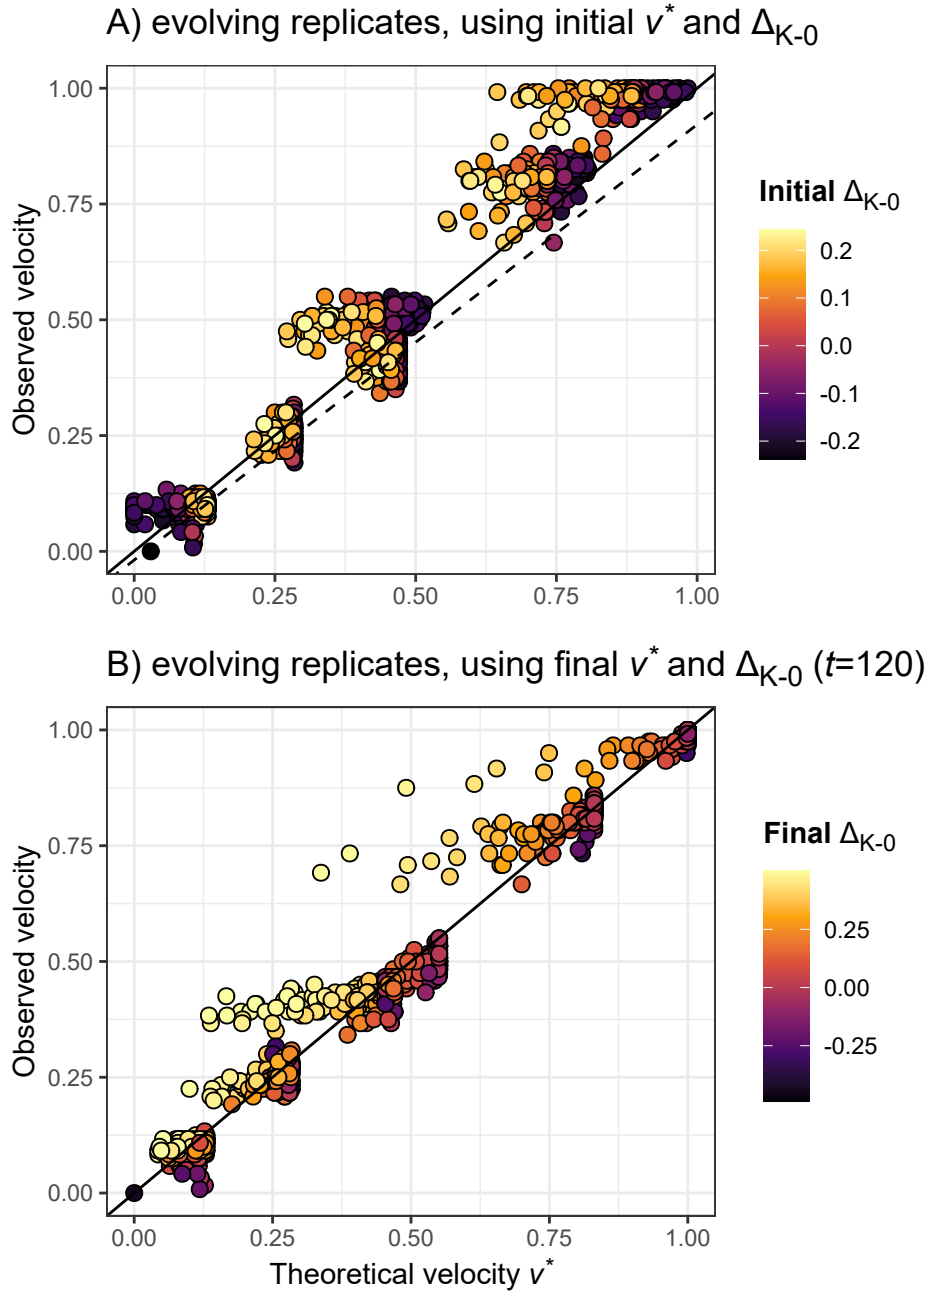 A) evolving replicates, using initial v* and ΔK-0
1.00
0.75
0.50
0.25
0.00
Observed velocity
0.00 0.25 0.50 0.75 1.00
Initial ΔK-0
0.2
0.1
0.0
-0.1
-0.2
B) evolving replicates, using final v* and ΔK-0 (t=120)
1.00
0.75
0.50
0.25
0.00
Observed velocity
0.00 0.25 0.50 0.75 1.00
Theoretical velocity v*
Final ΔK-0
0.25
0.00
-0.25